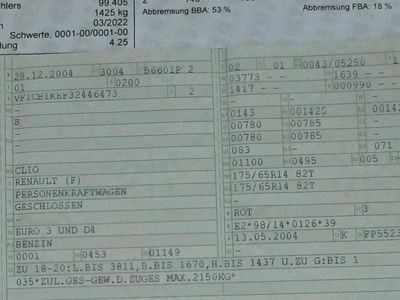 99.405
1425 kg
03/2022
Schwerte, 0001-00/0001-00
4.25
Abbremsung BBA: 53 %
Abbremsung FBA: 18 %
29.12.2004 3004 56601P 2
01 0200
VF1CB1KEF32446473 2
-
S
-
-
CLIO
RENAULT (F)
PERSONENKRAFTWAGEN
GESCHLOSSEN
-
EURO 3 UND D4
BENZIN
0001 0453 01149
02 01 0043/05250
03773 - - 1639 - -
1417 - - 000990 - -
- -
0143 001425
00780 00785
00780 00785
083 - 071
01100 0495 005
175/65R14 82T
175/65R14 82T
-
ROT 3
E2*98/14*0126*39
13.05.2004 K
ZU 18-20:L.BIS 3811,B.BIS 1670,H.BIS 1437 U.ZU G:BIS 1
035*ZUL.GES-GEW.D.ZUGES MAX.2150KG*